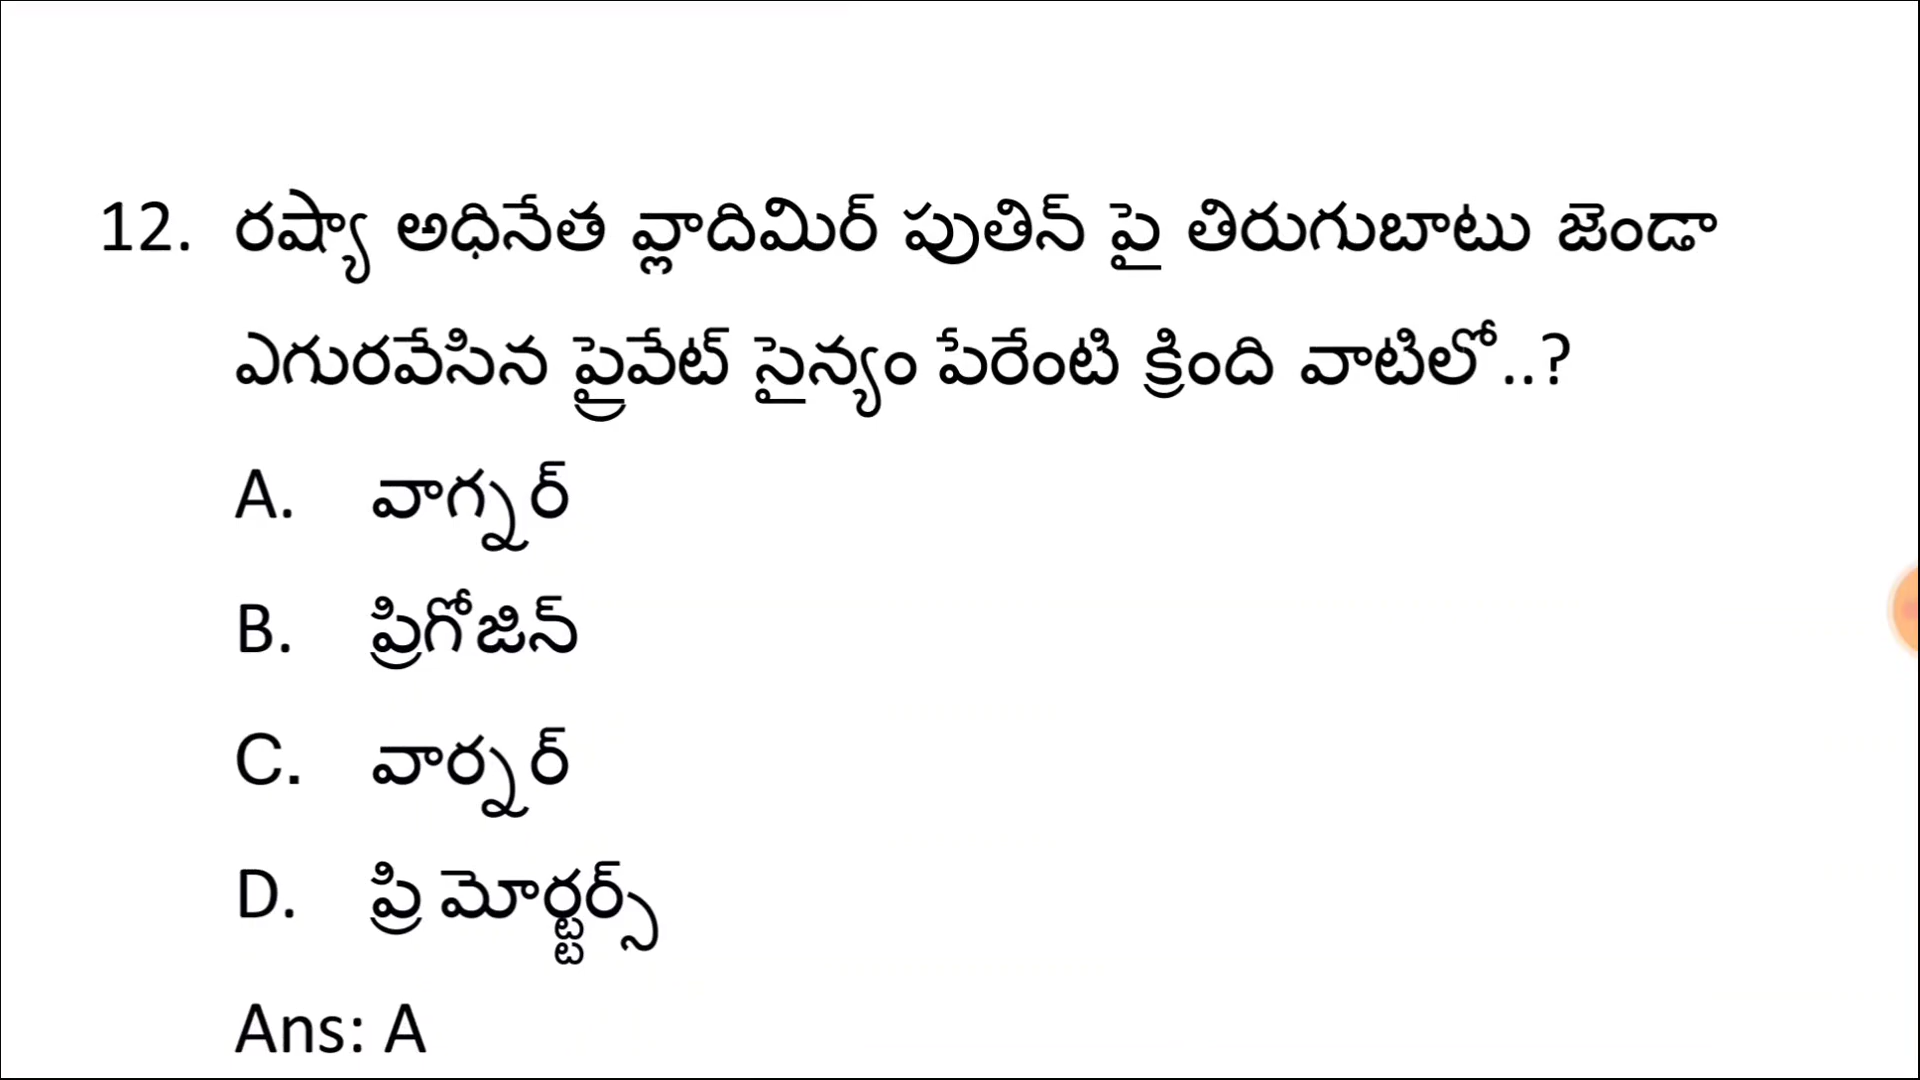 12. రష్యా అధినేత వ్లాదిమిర్ పుతిన్ పై తిరుగుబాటు జెండా
ఎగురవేసిన ప్రైవేట్ సైన్యం పేరేంటి క్రింది వాటిలో..?
A. వాగ్నర్
B. ప్రిగోజిన్
C. వార్నర్
D. ప్రి మోర్ట్టర్స్
Ans: A